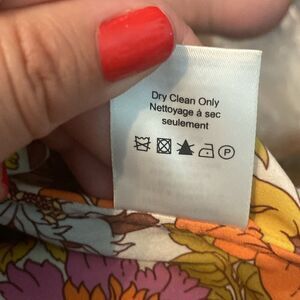 Dry Clean Only
Nettoyage à sec
seulement
P